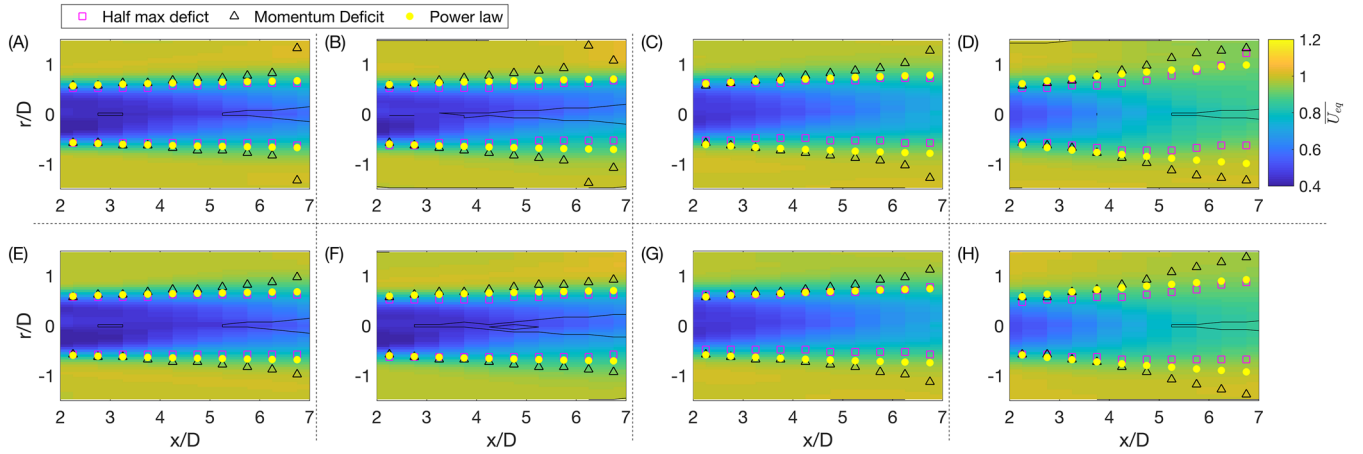 Half max defict Momentum Deficit Power law
(A) (B) (C) (D)
1.2
1 1 1 1
1.0
r/D 0 0 0 0
0.8
0.6
-1 -1 -1 -1
0.4
2 3 4 5 6 7 2 3 4 5 6 7 2 3 4 5 6 7 2 3 4 5 6 7
U_eq
(E) (F) (G) (H)
1 1 1 1
r/D 0 0 0 0
-1 -1 -1 -1
2 3 4 5 6 7 2 3 4 5 6 7 2 3 4 5 6 7 2 3 4 5 6 7
x/D x/D x/D x/D